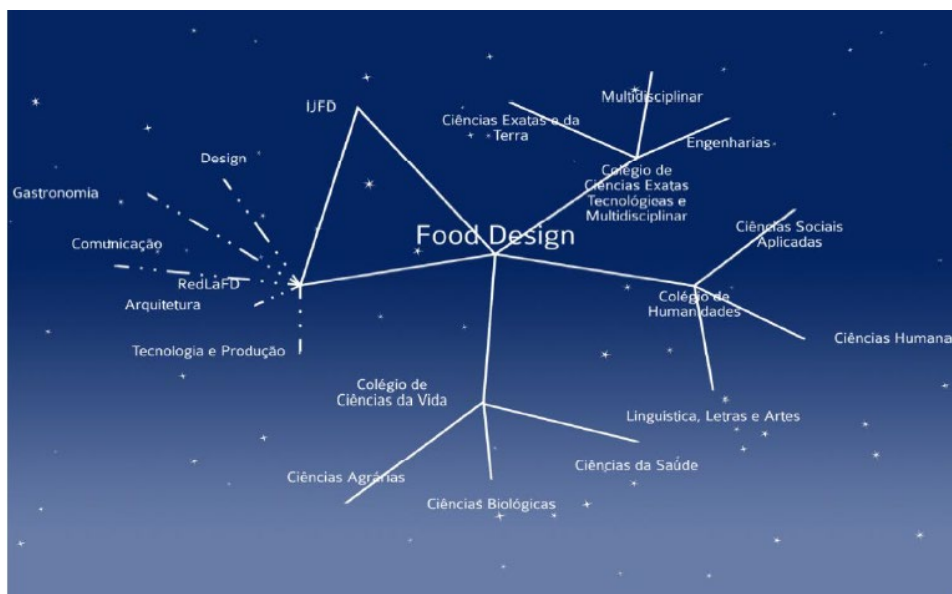 IJFD
Multidisciplinar
Ciências Exatas e da
Terra
Engenharias
Design
Colégio de
Ciências Exatas
Tecnológicas e
Multidisciplinar
Gastronomia
Food Design
Ciências Sociais
Aplicadas
Comunicação
RedLaFD
Arquitetura
Colégio de
Humanidades
Tecnologia e Produção
Ciências Humana
Colégio de
Ciências da Vida
Linguística, Letras e Artes
Ciências da Saúde
Ciências Agrárias
Ciências Biológicas